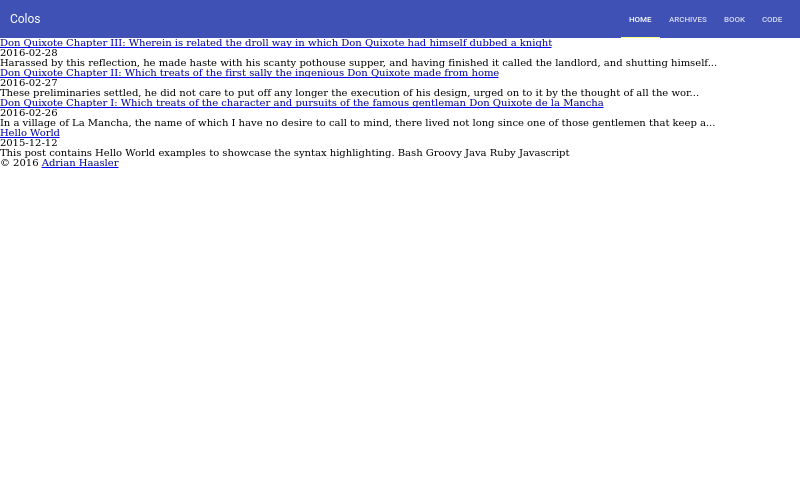 Colos
HOME ARCHIVES BOOK CODE
Don Quixote Chapter III: Wherein is related the droll way in which Don Quixote had himself dubbed a knight
2016-02-28
Harassed by this reflection, he made haste with his scanty pothouse supper, and having finished it called the landlord, and shutting himself...
Don Quixote Chapter II: Which treats of the first sally the ingenious Don Quixote made from home
2016-02-27
These preliminaries settled, he did not care to put off any longer the execution of his design, urged on to it by the thought of all the wor...
Don Quixote Chapter I: Which treats of the character and pursuits of the famous gentleman Don Quixote de la Mancha
2016-02-26
In a village of La Mancha, the name of which I have no desire to call to mind, there lived not long since one of those gentlemen that keep a...
Hello World
2015-12-12
This post contains Hello World examples to showcase the syntax highlighting. Bash Groovy Java Ruby Javascript
© 2016 Adrian Haasler